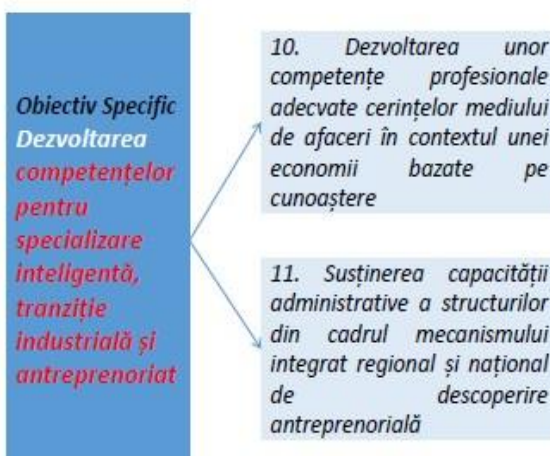 Obiectiv Specific
Dezvoltarea
competențelor
pentru
specializare
inteligentă,
tranziție
industrială și
antreprenoriat
10. Dezvoltarea unor
competențe profesionale
adecvate cerințelor mediului
de afaceri în contextul unei
economii bazate pe
cunoaștere
11. Susținerea capacității
administrative a structurilor
din cadrul mecanismului
integrat regional și național
de descoperire
antreprenorială